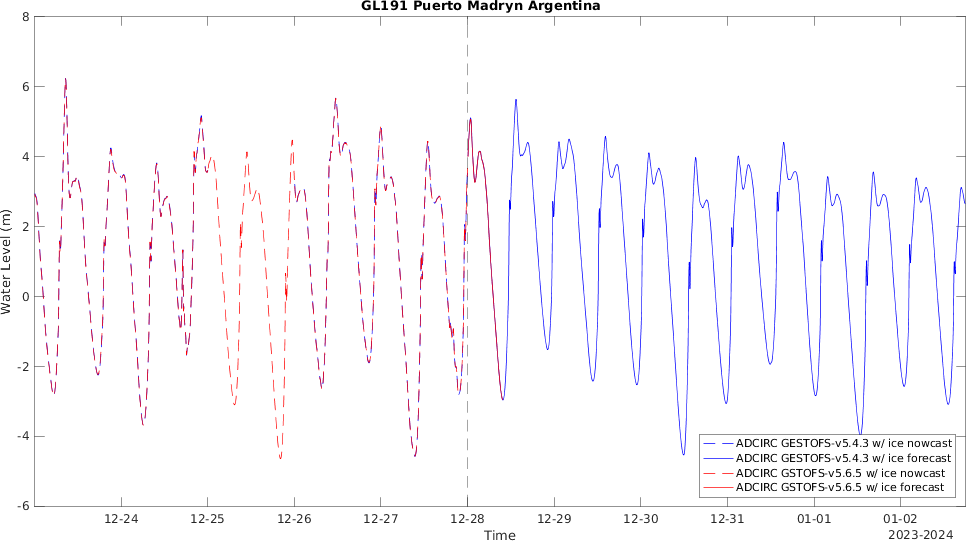 GL191 Puerto Madryn Argentina
8
6
4
2
0
-2
-4
-6
Water Level (m)
12-24
12-25
12-26
12-27
12-28
12-29
12-30
12-31
01-01
01-02
Time
2023-2024
ADCIRC GESTOFS-v5.4.3 w/ ice nowcast
ADCIRC GESTOFS-v5.4.3 w/ ice forecast
ADCIRC GSTOFS-v5.6.5 w/ ice nowcast
ADCIRC GSTOFS-v5.6.5 w/ ice forecast